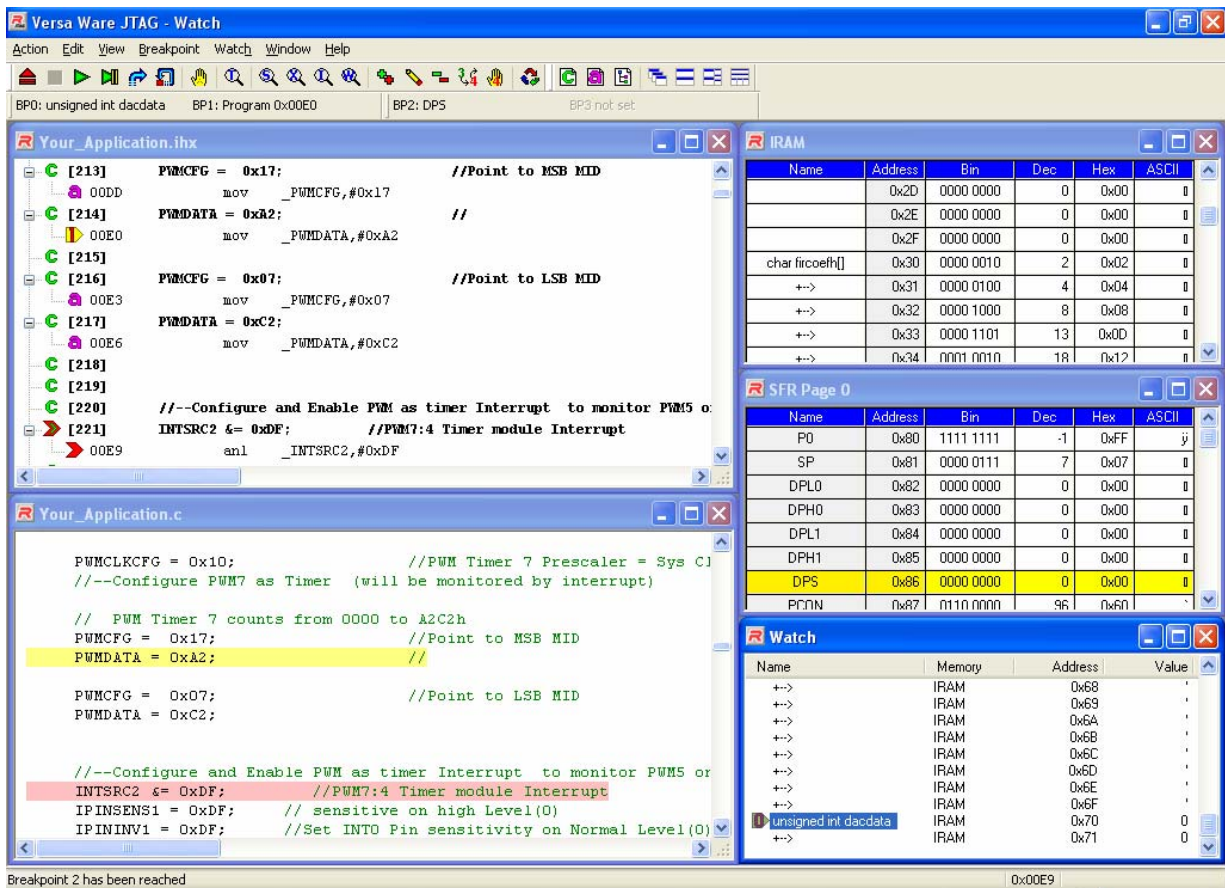 Versa Ware JTAG - Watch
Action Edit View Breakpoint Watch Window Help
BP0: unsigned int dacdata BP1: Program 0x00E0 BP2: DPS BP3 not set
Your_Application.ihx
[213] PWMCFG = 0x17; //Point to MSB MID
00DD mov _PWMCFG,#0x17
[214] PWMDATA = 0xA2; //
00E0 mov _PWMDATA,#0xA2
[215]
[216] PWMCFG = 0x07; //Point to LSB MID
00E3 mov _PWMCFG,#0x07
[217] PWMDATA = 0xC2;
00E6 mov _PWMDATA,#0xC2
[218]
[219]
[220] //--Configure and Enable PWM as timer Interrupt to monitor PWM5 o
[221] INTSRC2 &= 0xDF; //PWM7:4 Timer module Interrupt
00E9 anl _INTSRC2,#0xDF
Your_Application.c
PWMCLKCFG = 0x10; //PWM Timer 7 Prescaler = Sys Cl
//--Configure PWM7 as Timer (will be monitored by interrupt)
// PWM Timer 7 counts from 0000 to A2C2h
PWMCFG = 0x17; //Point to MSB MID
PWMDATA = 0xA2; //
PWMCFG = 0x07; //Point to LSB MID
PWMDATA = 0xC2;
//--Configure and Enable PWM as timer Interrupt to monitor PWM5 or
INTSRC2 &= 0xDF; //PWM7:4 Timer module Interrupt
IPINSENS1 = 0xDF; // sensitive on high Level(0)
IPININV1 = 0xDF; //Set INT0 Pin sensitivity on Normal Level(0)
IRAM
Name Address Bin Dec Hex ASCII
0x2D 0000 0000 0 0x00
0x2E 0000 0000 0 0x00
0x2F 0000 0000 0 0x00
char fircoefh[] 0x30 0000 0010 2 0x02
+--> 0x31 0000 0100 4 0x04
+--> 0x32 0000 1000 8 0x08
+--> 0x33 0000 1101 13 0x0D
+--> 0x34 0001 0010 18 0x12
SFR Page 0
Name Address Bin Dec Hex ASCII
P0 0x80 1111 1111 -1 0xFF ÿ
SP 0x81 0000 0111 7 0x07
DPL0 0x82 0000 0000 0 0x00
DPH0 0x83 0000 0000 0 0x00
DPL1 0x84 0000 0000 0 0x00
DPH1 0x85 0000 0000 0 0x00
DPS 0x86 0000 0000 0 0x00
PCON 0x87 0110 0000 96 0x60 `
Watch
Name Memory Address Value
+--> IRAM 0x68 '
+--> IRAM 0x69 '
+--> IRAM 0x6A '
+--> IRAM 0x6B '
+--> IRAM 0x6C '
+--> IRAM 0x6D '
+--> IRAM 0x6E '
+--> IRAM 0x6F '
unsigned int dacdata IRAM 0x70 0
+--> IRAM 0x71 0
Breakpoint 2 has been reached 0x00E9